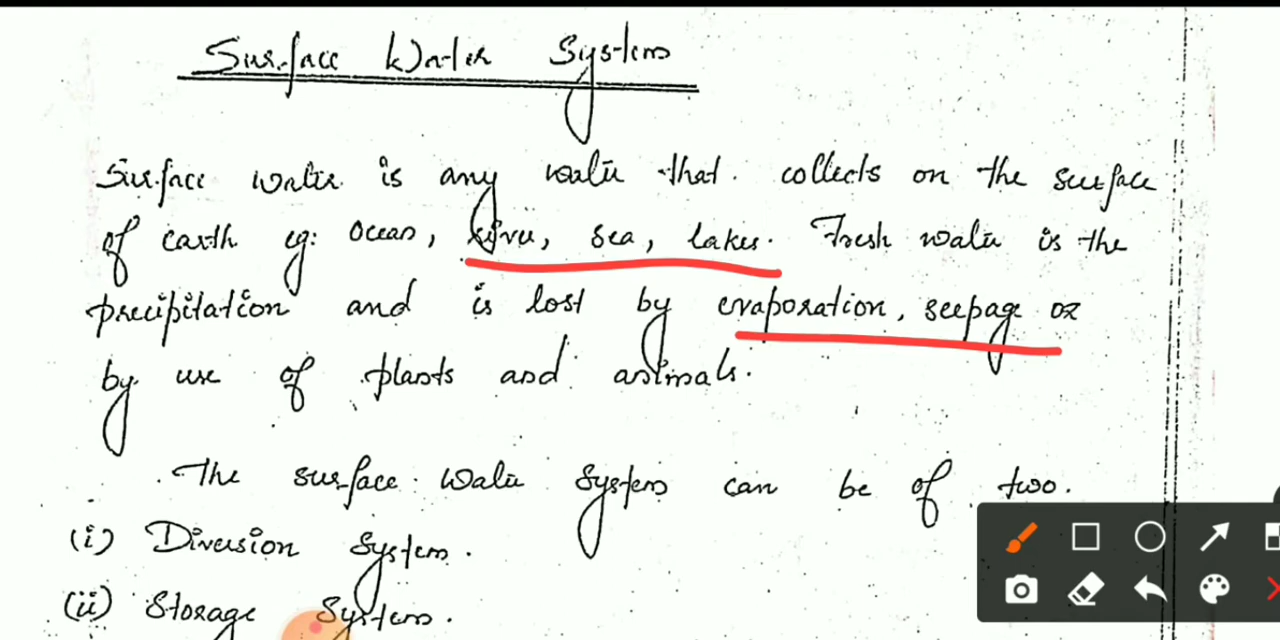 Surface Water System
Surface water is any water that collects on the surface
of earth eg: Ocean, river, sea, lakes. Fresh water is the
precipitation and is lost by evaporation, seepage or
by use of plants and animals.
The surface water system can be of two.
(i) Diversion System.
(ii) Storage System.